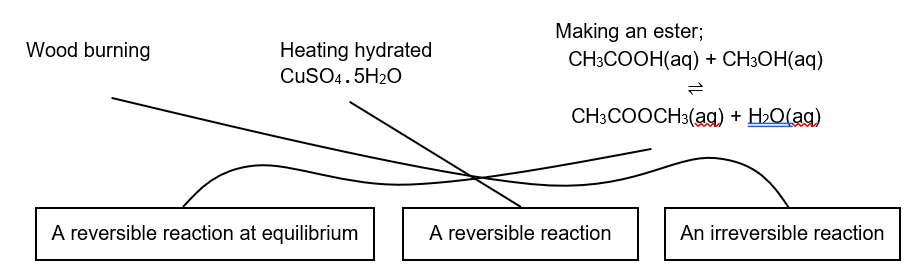 Wood burning
Heating hydrated
CuSO₄.5H₂O
Making an ester;
CH₃COOH(aq) + CH₃OH(aq)
⇌
CH₃COOCH₃(aq) + H₂O(aq)
A reversible reaction at equilibrium
A reversible reaction
An irreversible reaction